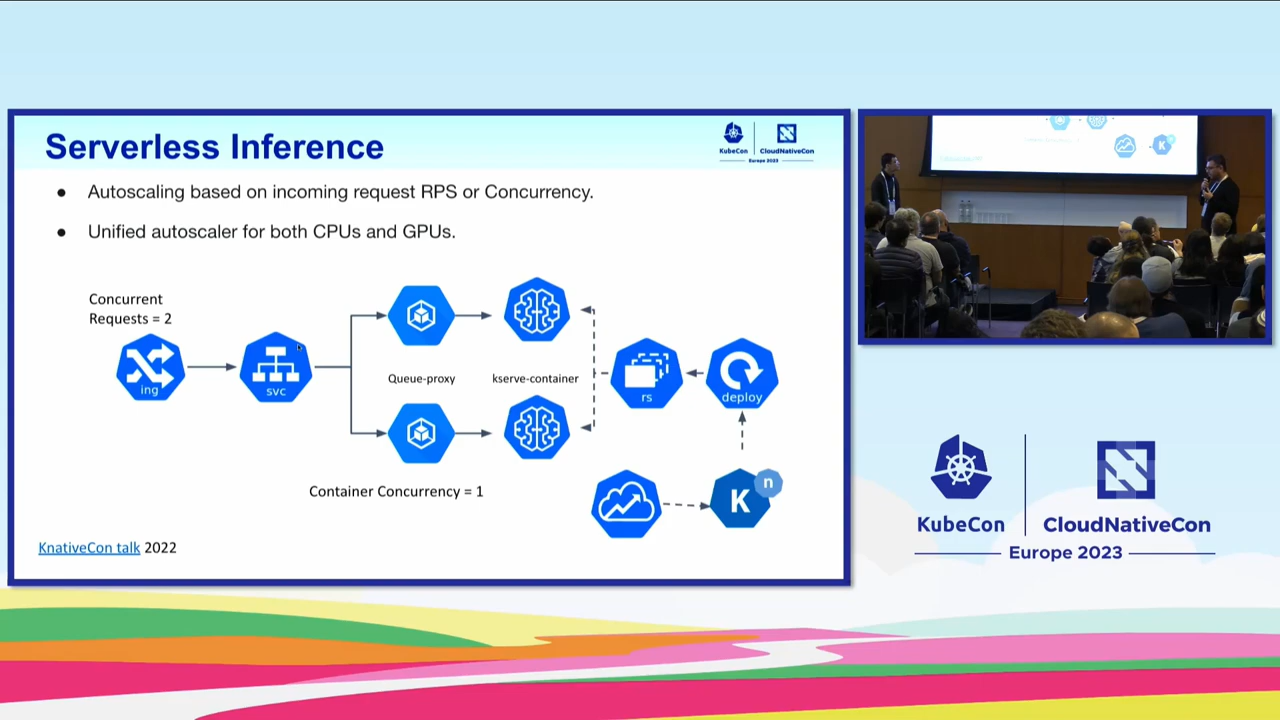 Serverless Inference
KubeCon
CloudNativeCon
Europe 2023
● Autoscaling based on incoming request RPS or Concurrency.
● Unified autoscaler for both CPUs and GPUs.
Concurrent
Requests = 2
ing
svc
Queue-proxy
kserve-container
rs
deploy
Container Concurrency = 1
K
n
KnativeCon talk 2022
K
KubeCon
CloudNativeCon
Europe 2023